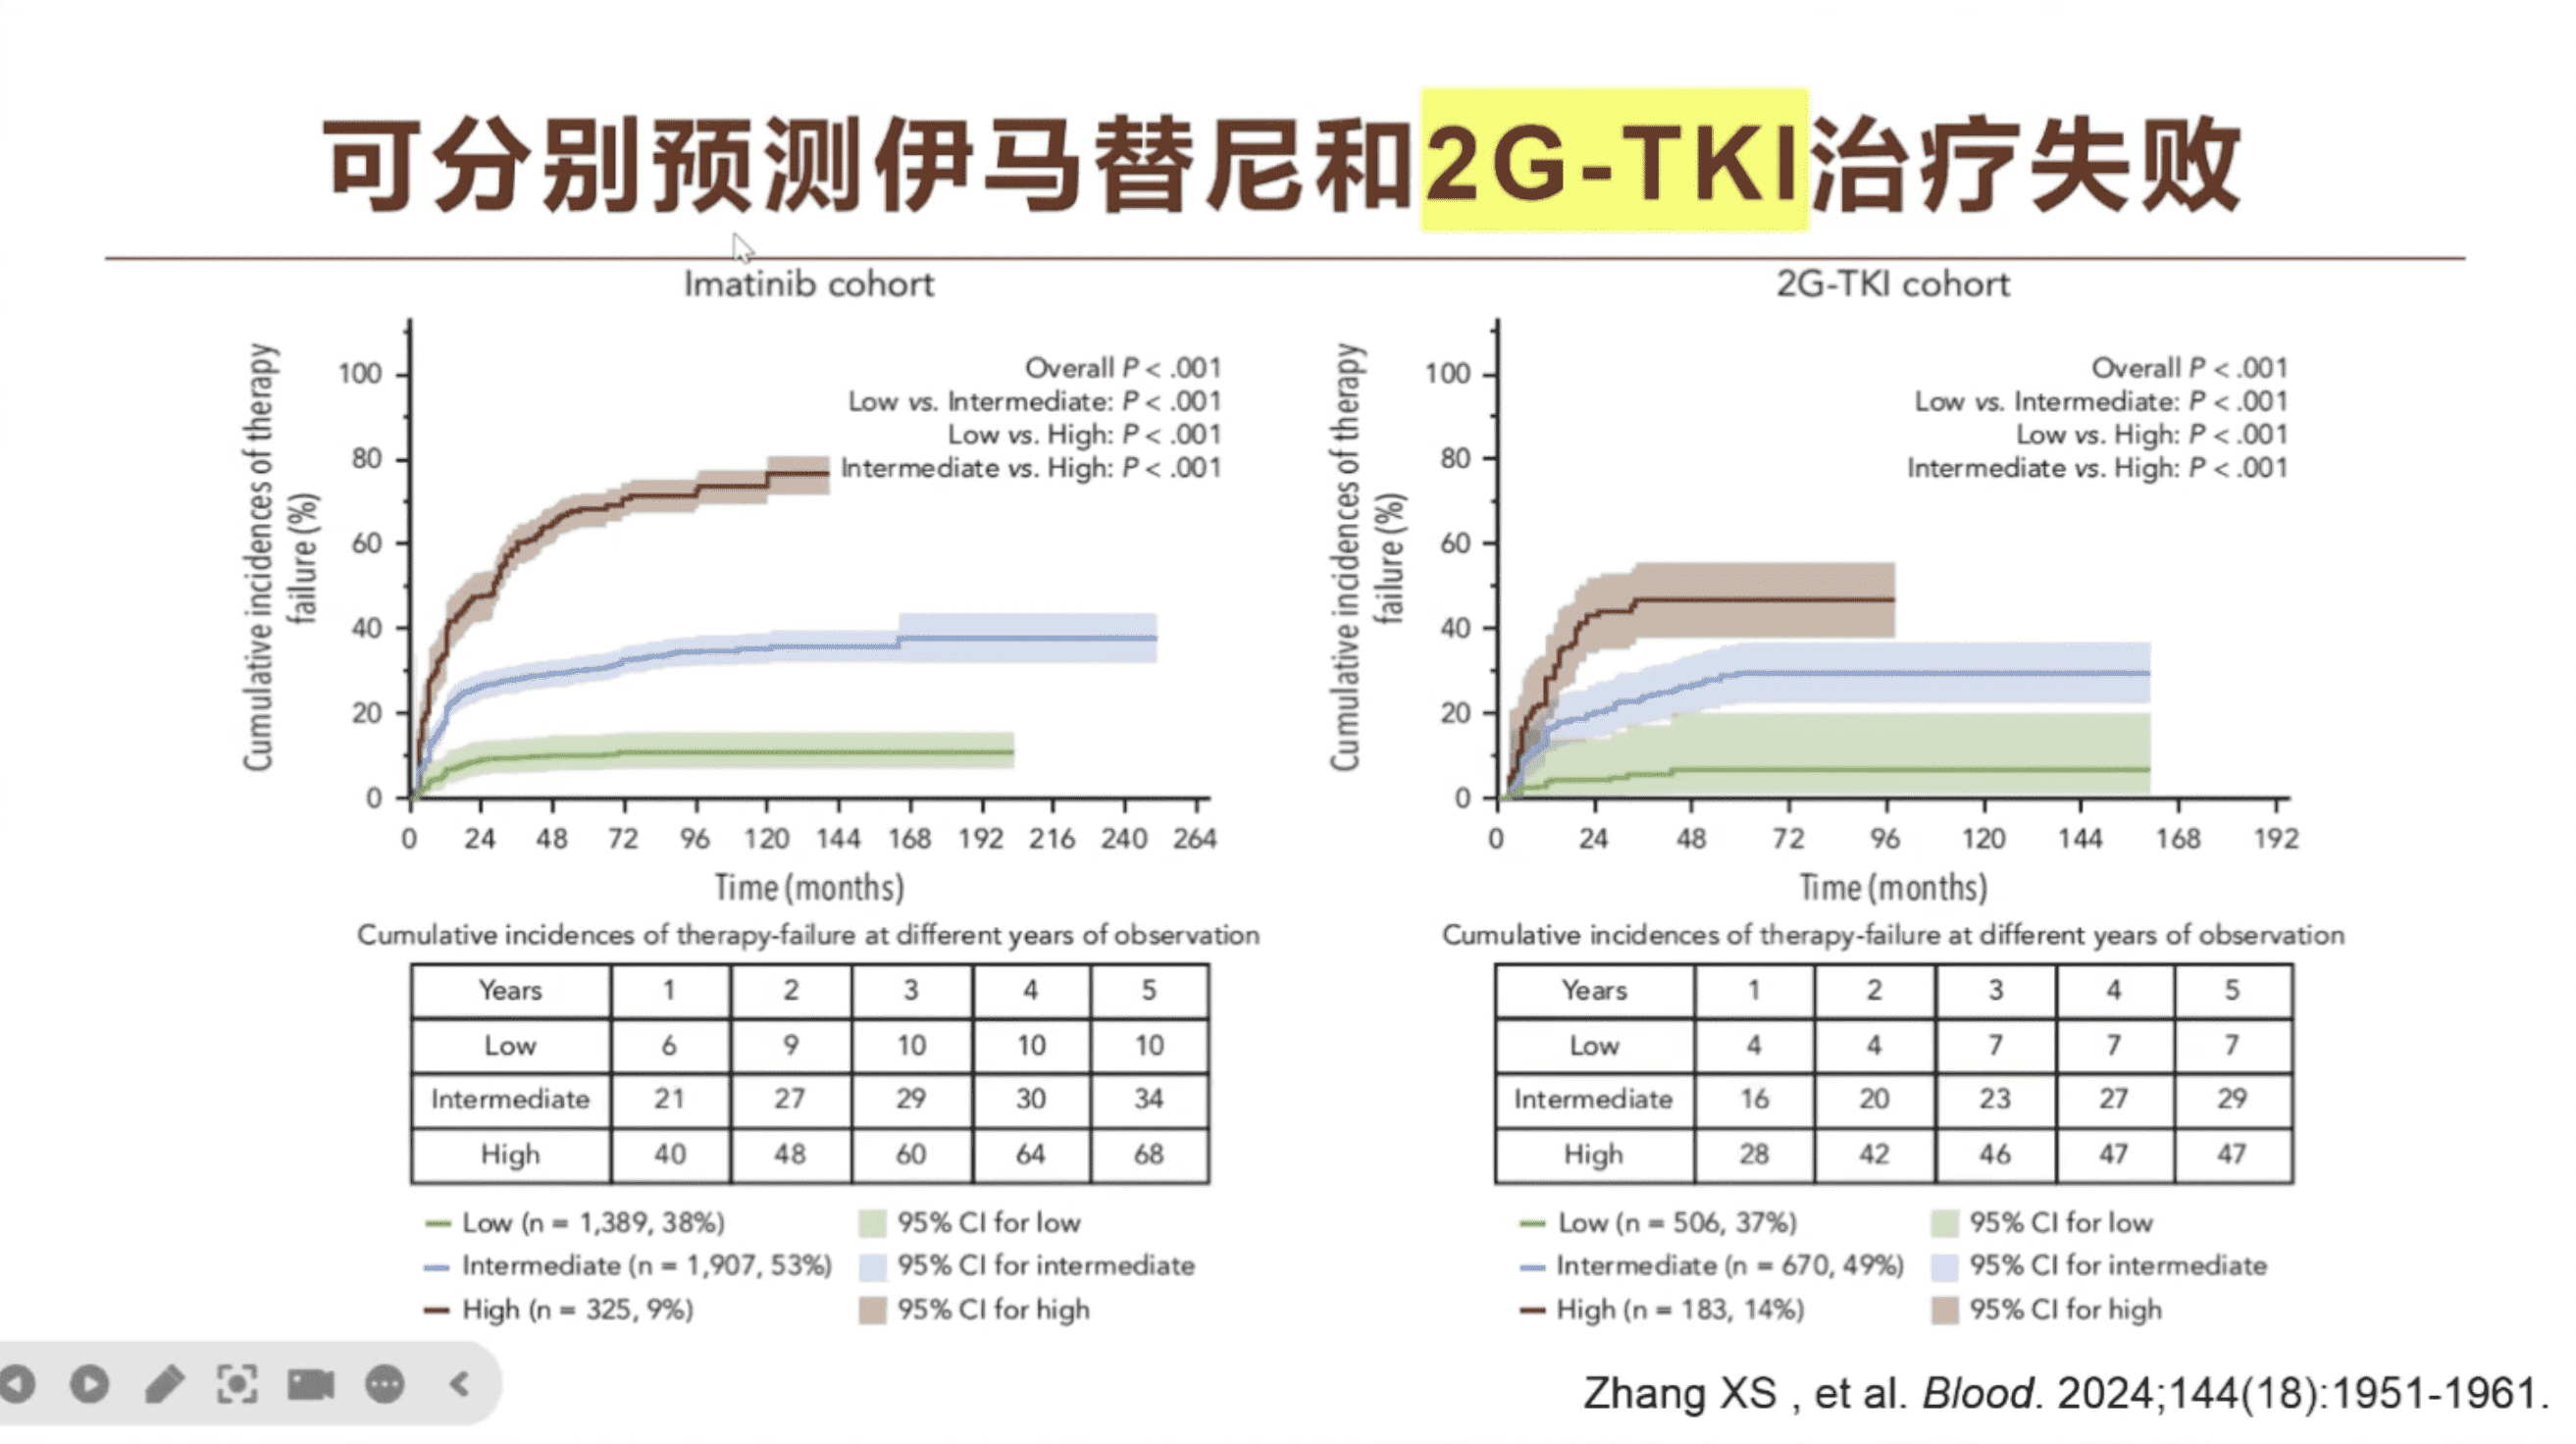 可分别预测伊马替尼和2G-TKI治疗失败
Imatinib cohort
Cumulative incidences of therapy
failure (%)
100
80
60
40
20
0
Overall P < .001
Low vs. Intermediate: P < .001
Low vs. High: P < .001
Intermediate vs. High: P < .001
0 24 48 72 96 120 144 168 192 216 240 264
Time (months)
Cumulative incidences of therapy-failure at different years of observation
Years 1 2 3 4 5
Low 6 9 10 10 10
Intermediate 21 27 29 30 34
High 40 48 60 64 68
Low (n = 1,389, 38%) 95% CI for low
Intermediate (n = 1,907, 53%) 95% CI for intermediate
High (n = 325, 9%) 95% CI for high
2G-TKI cohort
Cumulative incidences of therapy
failure (%)
100
80
60
40
20
0
Overall P < .001
Low vs. Intermediate: P < .001
Low vs. High: P < .001
Intermediate vs. High: P < .001
0 24 48 72 96 120 144 168 192
Time (months)
Cumulative incidences of therapy-failure at different years of observation
Years 1 2 3 4 5
Low 4 4 7 7 7
Intermediate 16 20 23 27 29
High 28 42 46 47 47
Low (n = 506, 37%) 95% CI for low
Intermediate (n = 670, 49%) 95% CI for intermediate
High (n = 183, 14%) 95% CI for high
Zhang XS , et al. Blood. 2024;144(18):1951-1961.